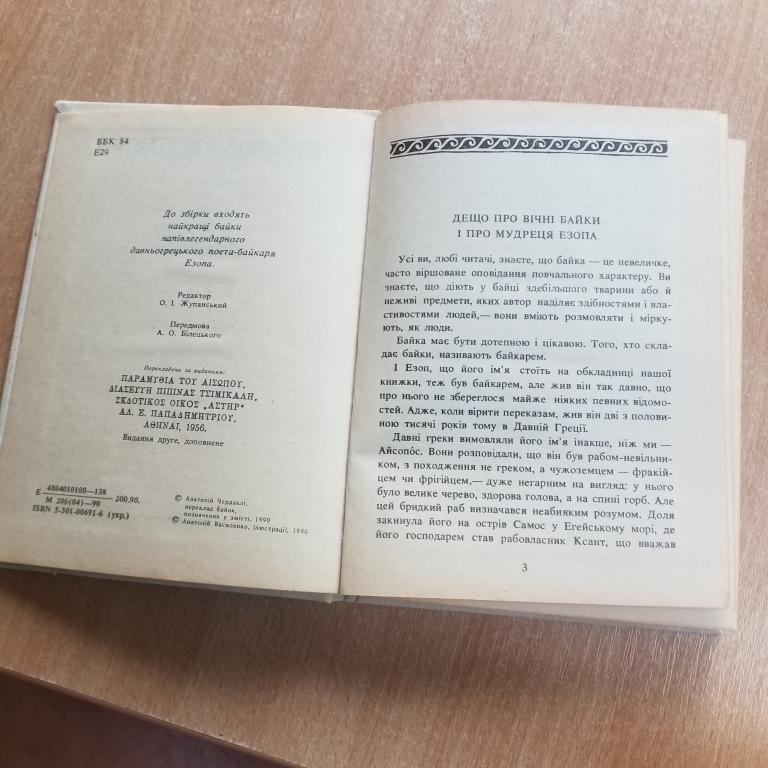 ББК 84
Е29
До збірки входять
найкращі байки
напівлегендарного
давньогрецького поета-байкаря
Езопа.
Редактор
О. І. Жупанський
Передмова
А. О. Білецького
Перекладено за виданням:
ΠΑΡΑΜΥΘΙΑ ΤΟΥ ΑΙΣΩΠΟΥ.
ΔΙΑΣΕΥΗ ΠΙΠΙΝΑΣ ΤΣΙΜΙΚΑΛΗ,
ΕΚΔΟΤΙΚΟΣ ΟΙΚΟΣ „ΑΣΤΗΡ"
ΑΛ. Ε. ΠΑΠΑΔΗΜΗΤΡΙΟΥ.
ΑΘΗΝΑΙ, 1956.
Видання друге, доповнене
Е 4804010100—138
М 206(04)—90 200.90.
ISBN 5-301-00691-6 (укр.)
© Анатолій Чердаклі,
переклад байок,
позначених у змісті, 1990
© Анатолій Василенко, ілюстрації, 1990
ДЕЩО ПРО ВІЧНІ БАЙКИ
І ПРО МУДРЕЦЯ ЕЗОПА
Усі ви, любі читачі, знаєте, що байка — це невеличке,
часто віршоване оповідання повчального характеру. Ви
знаєте, що діють у байці здебільшого тварини або й
неживі предмети, яких автор наділяє здібностями і вла-
стивостями людей,— вони вміють розмовляти і мірку-
ють, як люди.
Байка має бути дотепною і цікавою. Того, хто скла-
дає байки, називають байкарем.
І Езоп, що його ім'я стоїть на обкладинці нашої
книжки, теж був байкарем, але жив він так давно, що
про нього не збереглося майже ніяких певних відомо-
стей. Адже, коли вірити переказам, жив він дві з полови-
ною тисячі років тому в Давній Греції.
Давні греки вимовляли його ім'я інакше, ніж ми —
Айсопо́с. Вони розповідали, що він був рабом-невільни-
ком, з походження не греком, а чужоземцем — фракій-
цем чи фрігійцем,— дуже негарним на вигляд: у нього
було велике черево, здорова голова, а на спині горб. Але
цей бридкий раб визначався неабияким розумом. Доля
закинула його на острів Самос у Егейському морі, де
його господарем став рабовласник Ксант, що вважав
3